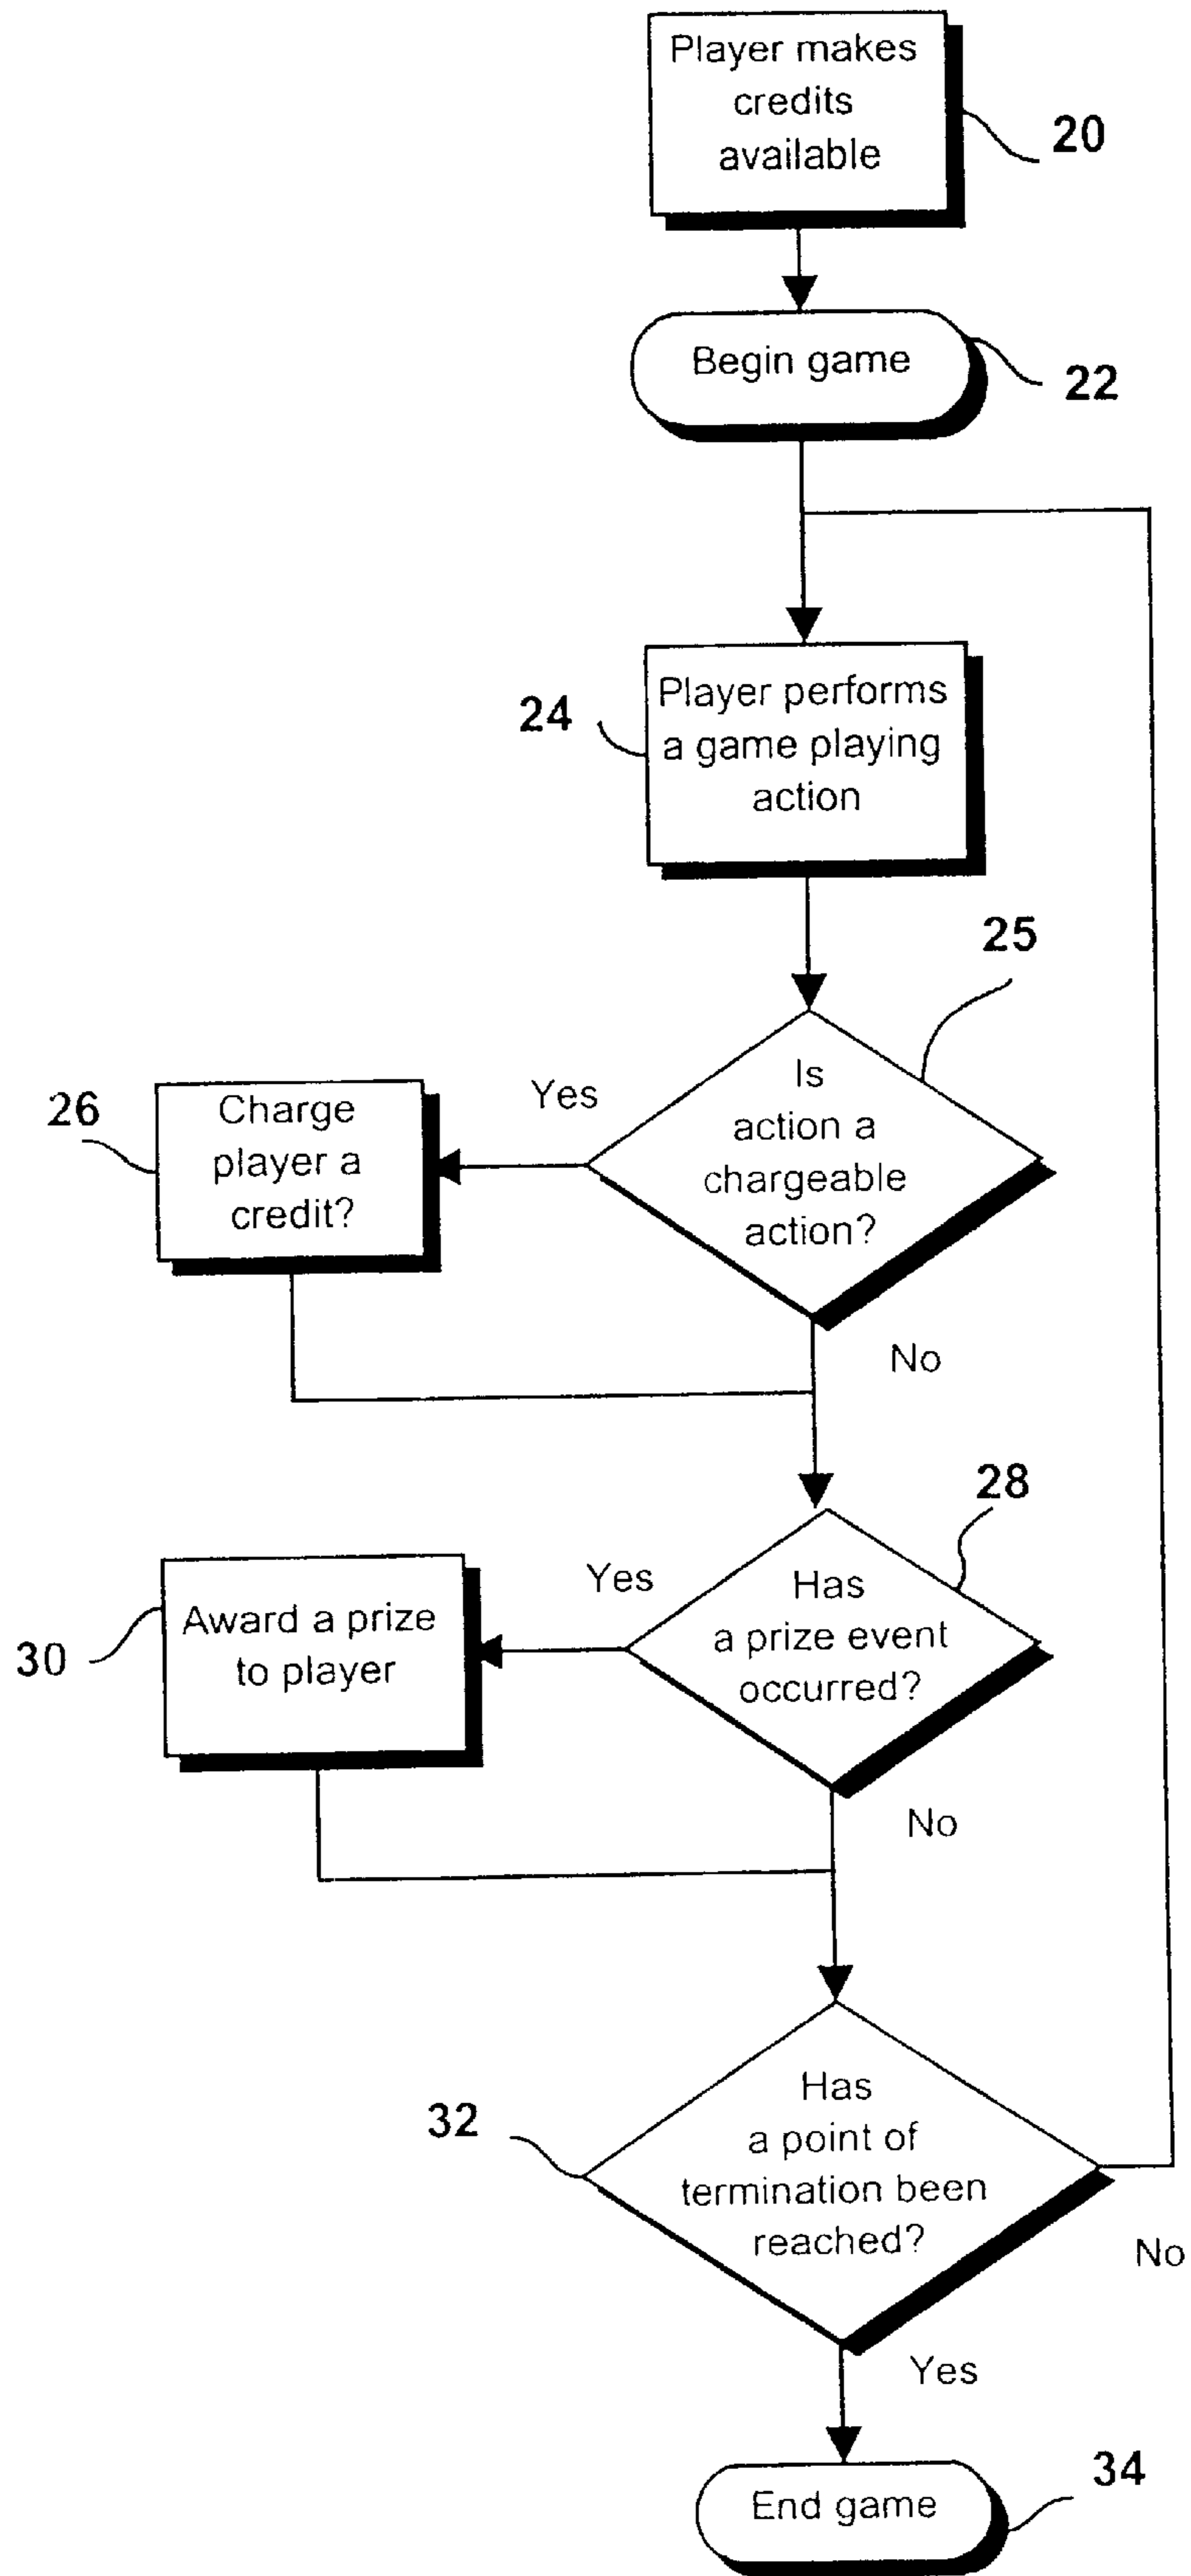 Player makes
credits
available
20
Begin game
22
Player performs
a game playing
action
24
25
Is
action a
chargeable
action?
Yes
26
Charge
player a
credit?
No
28
Has
a prize event
occurred?
Yes
Award a prize
to player
30
No
32
Has
a point of
termination been
reached?
No
Yes
End game
34